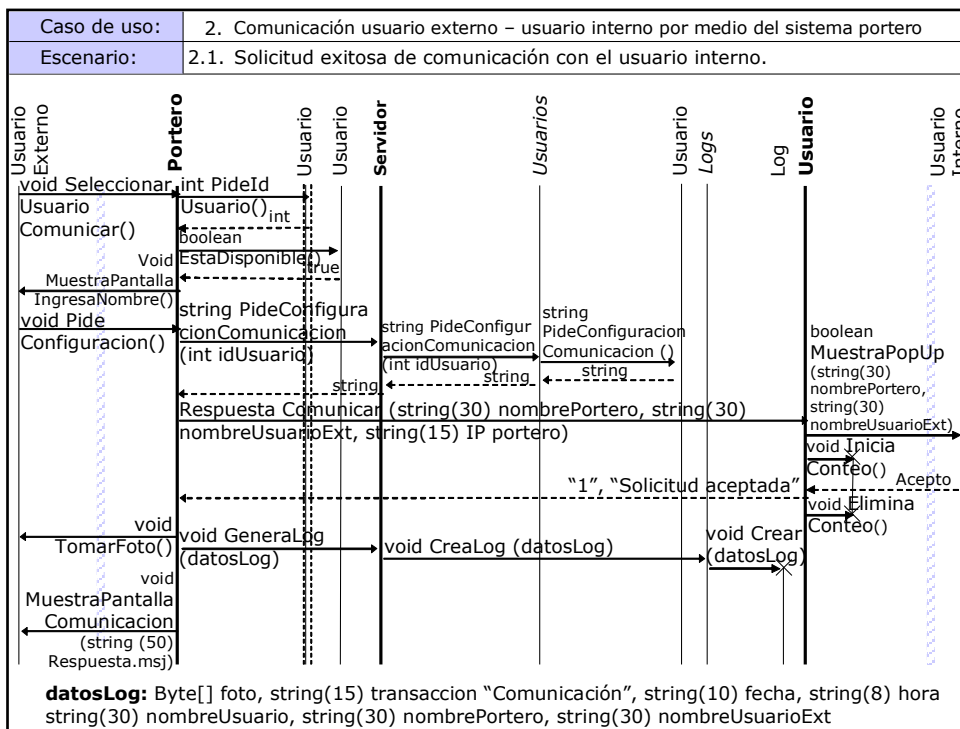 Caso de uso: 2. Comunicación usuario externo – usuario interno por medio del sistema portero
Escenario: 2.1. Solicitud exitosa de comunicación con el usuario interno.
Usuario
Externo
Portero
Usuario
Usuario
Servidor
Usuarios
Usuario
Logs
Log
Usuario
Usuario
Interno
void Seleccionar
Usuario
Comunicar()
int PideId
Usuario()
int
boolean
EstaDisponible()
true
Void
MuestraPantalla
IngresaNombre()
void Pide
Configuracion()
string PideConfigura
cionComunicacion
(int idUsuario)
string PideConfigur
acionComunicacion
(int idUsuario)
string
PideConfiguracion
Comunicacion ()
string
string
string
Respuesta Comunicar (string(30) nombrePortero, string(30)
nombreUsuarioExt, string(15) IP portero)
boolean
MuestraPopUp
(string(30)
nombrePortero,
string(30)
nombreUsuarioExt)
void Inicia
Conteo()
Acepto
"1", "Solicitud aceptada"
void Elimina
Conteo()
void
TomarFoto()
void GeneraLog
(datosLog)
void CreaLog (datosLog)
void Crear
(datosLog)
void
MuestraPantalla
Comunicacion
(string (50)
Respuesta.msj)
datosLog: Byte[] foto, string(15) transaccion "Comunicación", string(10) fecha, string(8) hora
string(30) nombreUsuario, string(30) nombrePortero, string(30) nombreUsuarioExt